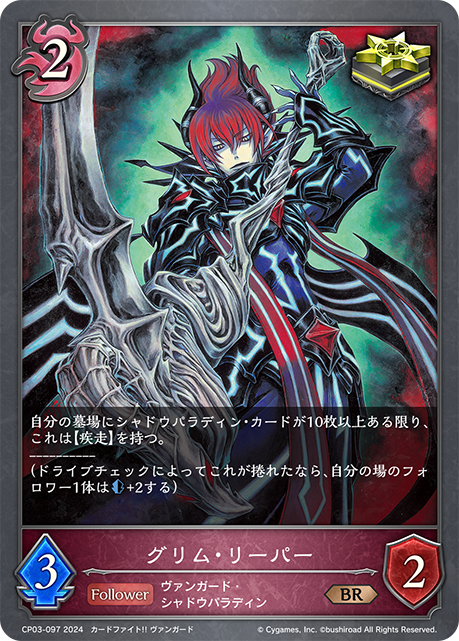 2
自分の墓場にシャドウパラディン・カードが10枚以上ある限り、
これは【疾走】を持つ。
----------
(ドライブチェックによってこれが捲れたなら、自分の場のフォ
ロワー1体は+2する)
グリム・リーパー
3
Follower
ヴァンガード・
シャドウパラディン
BR
2
CP03-097 2024 カードファイト!! ヴァンガード
© Cygames, Inc. ©bushiroad All Rights Reserved.